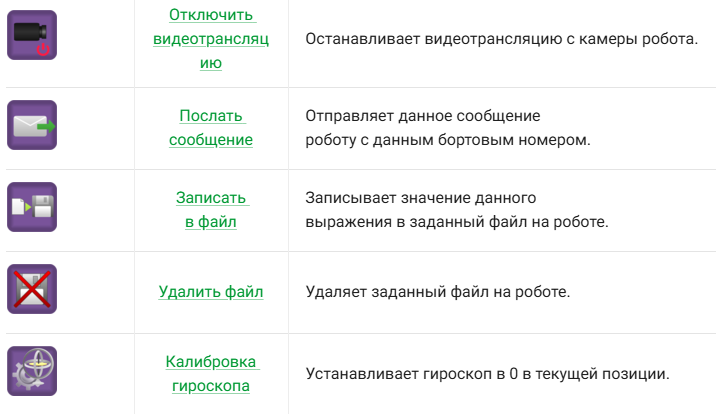 Отключить
видеотрансляц
ию
Останавливает видеотрансляцию с камеры робота.
Послать
сообщение
Отправляет данное сообщение
роботу с данным бортовым номером.
Записать
в файл
Записывает значение данного
выражения в заданный файл на роботе.
Удалить файл
Удаляет заданный файл на роботе.
Калибровка
гироскопа
Устанавливает гироскоп в 0 в текущей позиции.